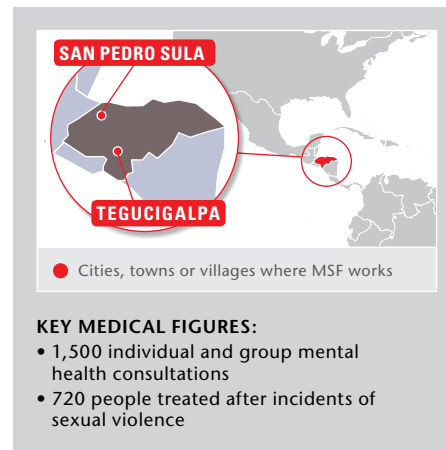 SAN PEDRO SULA
TEGUCIGALPA
Cities, towns or villages where MSF works
KEY MEDICAL FIGURES:
• 1,500 individual and group mental
health consultations
• 720 people treated after incidents of
sexual violence